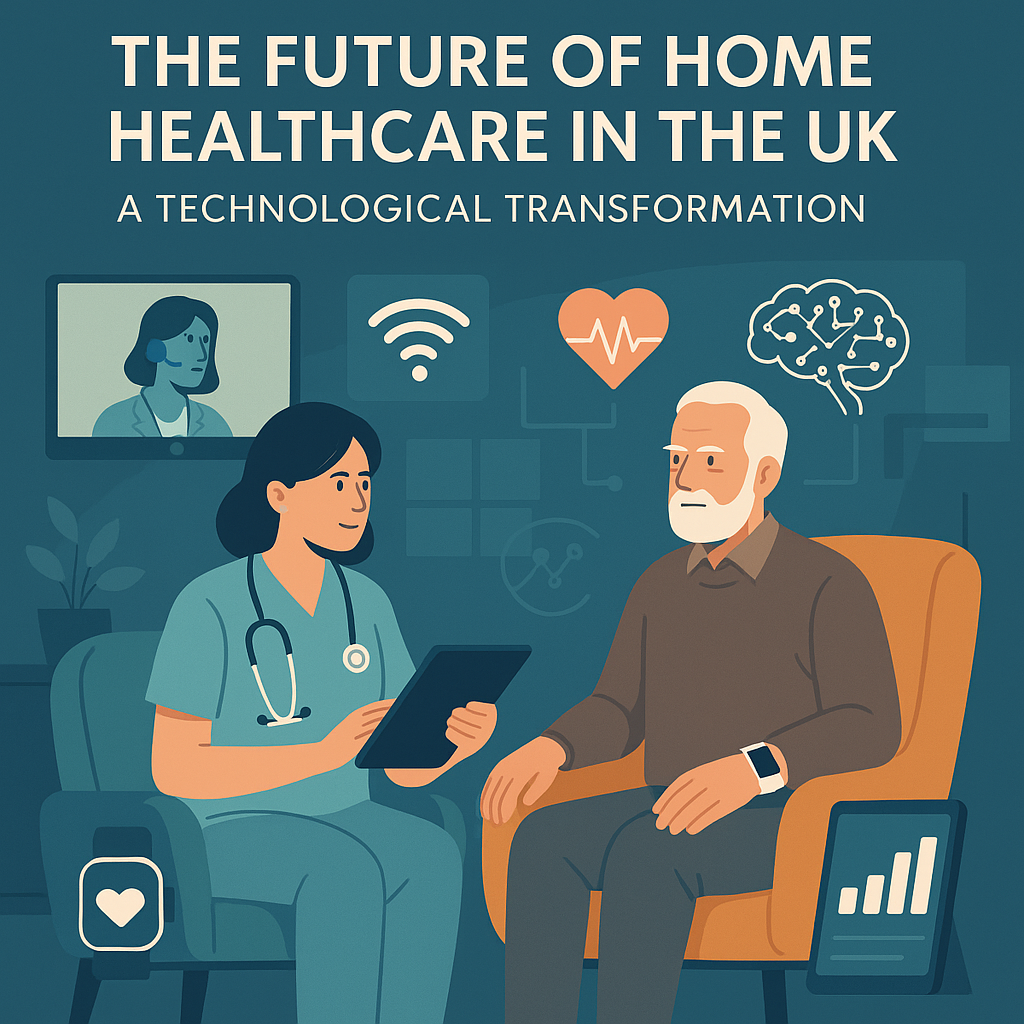 THE FUTURE OF HOME
HEALTHCARE IN THE UK
A TECHNOLOGICAL TRANSFORMATION